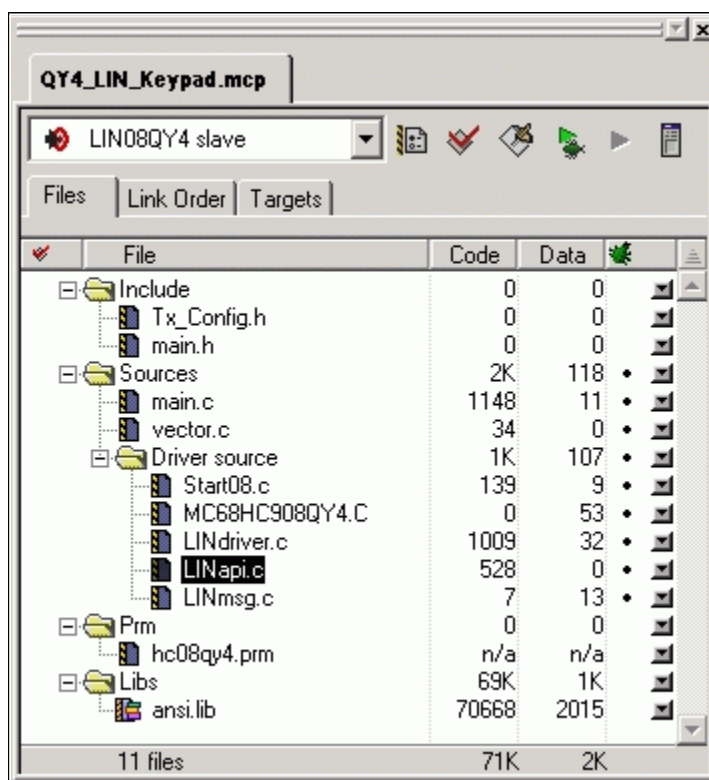 QY4_LIN_Keypad.mcp
LIN08QY4 slave
Files Link Order Targets
File Code Data
Include 0 0
Tx_Config.h 0 0
main.h 0 0
Sources 2K 118
main.c 1148 11
vector.c 34 0
Driver source 1K 107
Start08.c 139 9
MC68HC908QY4.C 0 53
LINdriver.c 1009 32
LINapi.c 528 0
LINmsg.c 7 13
Prm 0 0
hc08qy4.prm n/a n/a
Libs 69K 1K
ansi.lib 70668 2015
11 files 71K 2K